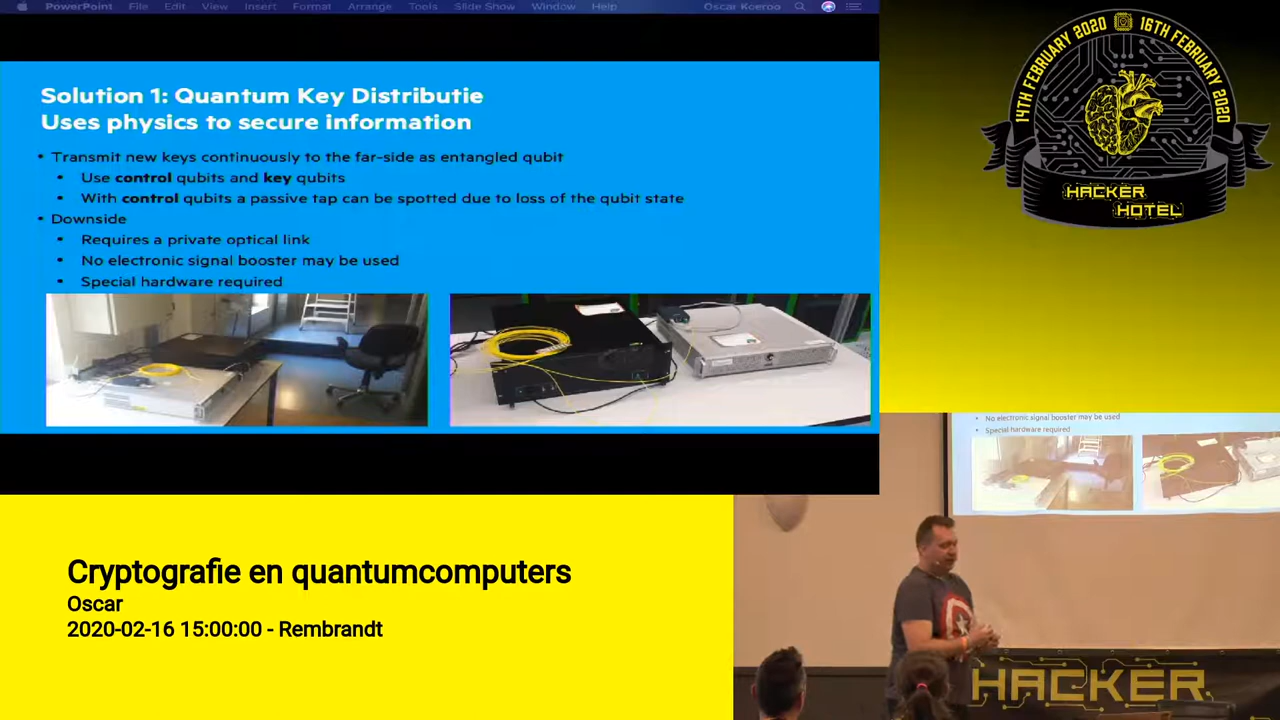 PowerPoint File Edit View Insert Format Arrange Tools Slide Show Window Help
Solution 1: Quantum Key Distributie
Uses physics to secure information
• Transmit new keys continuously to the far-side as entangled qubit
• Use control qubits and key qubits
• With control qubits a passive tap can be spotted due to loss of the qubit state
• Downside
• Requires a private optical link
• No electronic signal booster may be used
• Special hardware required
14TH FEBRUARY 2020 16TH FEBRUARY 2020
HACKER
HOTEL
• No electronic signal booster may be used
• Special hardware required
Cryptografie en quantumcomputers
Oscar
2020-02-16 15:00:00 - Rembrandt
HACKER